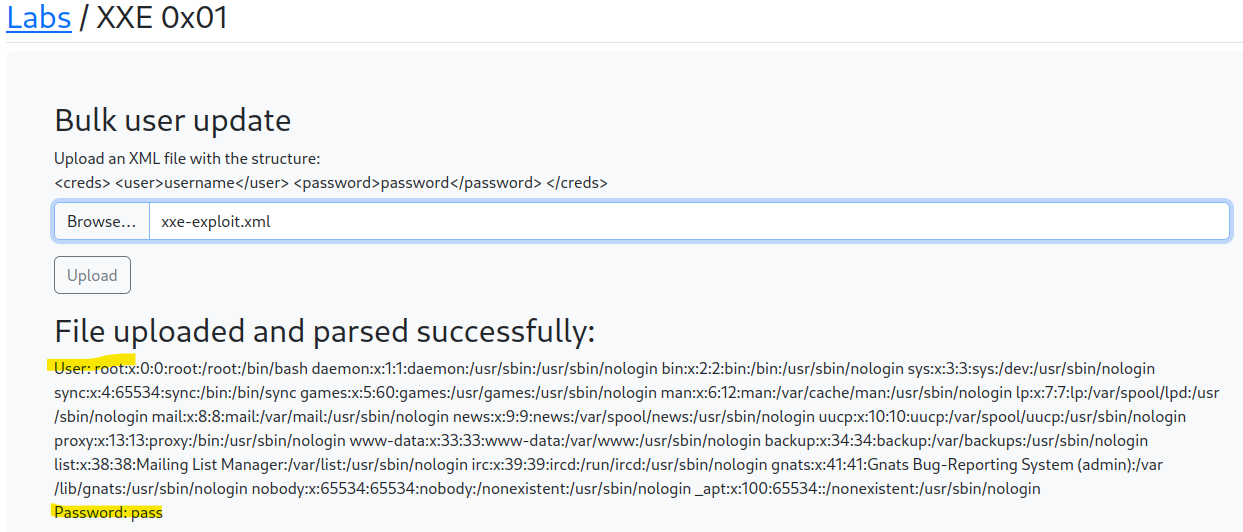 Labs / XXE 0x01
Bulk user update
Upload an XML file with the structure:
<creds> <user>username</user> <password>password</password> </creds>
Browse... xxe-exploit.xml
Upload
File uploaded and parsed successfully:
User: root:x:0:0:root:/root:/bin/bash daemon:x:1:1:daemon:/usr/sbin:/usr/sbin/nologin bin:x:2:2:bin:/bin:/usr/sbin/nologin sys:x:3:3:sys:/dev:/usr/sbin/nologin
sync:x:4:65534:sync:/bin:/bin/sync games:x:5:60:games:/usr/games:/usr/sbin/nologin man:x:6:12:man:/var/cache/man:/usr/sbin/nologin lp:x:7:7:lp:/var/spool/lpd:/usr
/sbin/nologin mail:x:8:8:mail:/var/mail:/usr/sbin/nologin news:x:9:9:news:/var/spool/news:/usr/sbin/nologin uucp:x:10:10:uucp:/var/spool/uucp:/usr/sbin/nologin
proxy:x:13:13:proxy:/bin:/usr/sbin/nologin www-data:x:33:33:www-data:/var/www:/usr/sbin/nologin backup:x:34:34:backup:/var/backups:/usr/sbin/nologin
list:x:38:38:Mailing List Manager:/var/list:/usr/sbin/nologin irc:x:39:39:ircd:/run/ircd:/usr/sbin/nologin gnats:x:41:41:Gnats Bug-Reporting System (admin):/var
/lib/gnats:/usr/sbin/nologin nobody:x:65534:65534:nobody:/nonexistent:/usr/sbin/nologin _apt:x:100:65534::/nonexistent:/usr/sbin/nologin
Password: pass